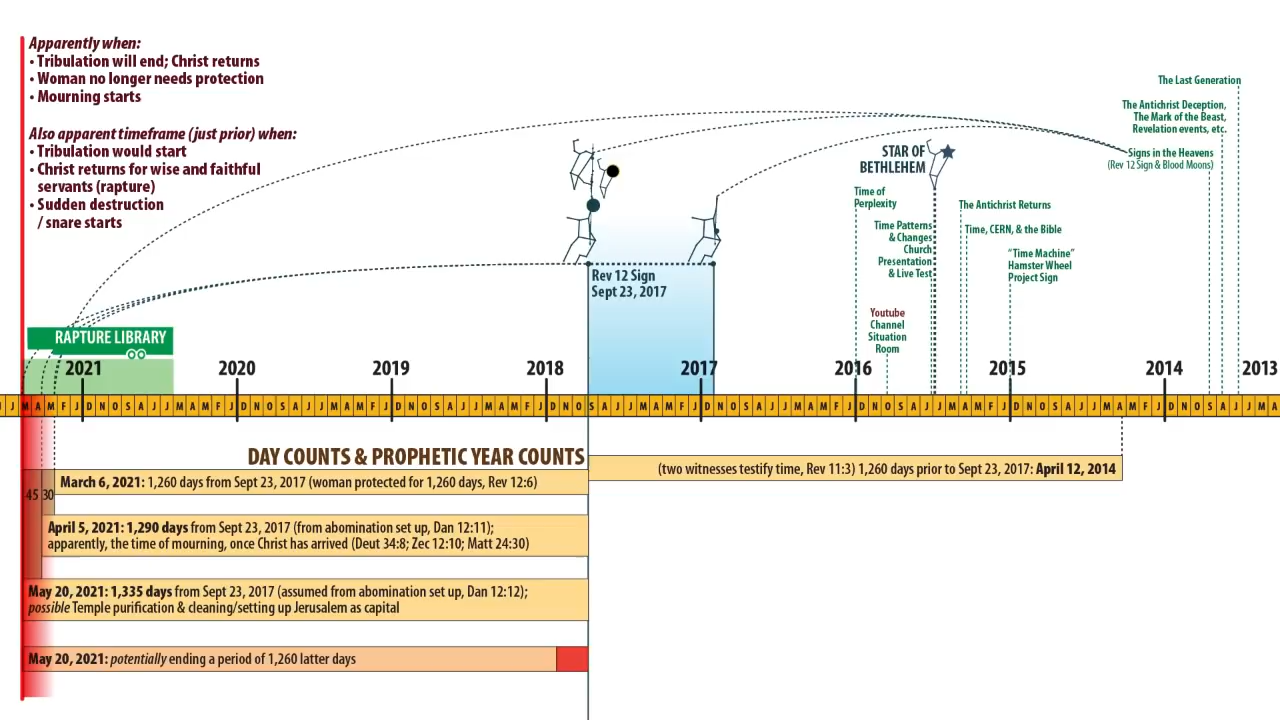 Apparently when:
• Tribulation will end; Christ returns
• Woman no longer needs protection
• Mourning starts
Also apparent timeframe (just prior) when:
• Tribulation would start
• Christ returns for wise and faithful
servants (rapture)
• Sudden destruction
/ snare starts
The Last Generation
The Antichrist Deception,
The Mark of the Beast,
Revelation events, etc.
Signs in the Heavens
(Rev 12 Sign & Blood Moons)
STAR OF
BETHLEHEM
Time of
Perplexity
Time Patterns
& Changes
Church
Presentation
& Live Test
The Antichrist Returns
Time, CERN, & the Bible
"Time Machine"
Hamster Wheel
Project Sign
Youtube
Channel
Situation
Room
Rev 12 Sign
Sept 23, 2017
RAPTURE LIBRARY
2021 2020 2019 2018 2017 2016 2015 2014 2013
J M A M F J D N O S A J J M A M F J D N O S A J J M A M F J D N O S A J J M A M F J D N O S A J J M A M F J D N O S A J J M A M F J D N O S A J J M A M F J D N O S A J J M A M F J D N O S A J J M A
DAY COUNTS & PROPHETIC YEAR COUNTS
(two witnesses testify time, Rev 11:3) 1,260 days prior to Sept 23, 2017: April 12, 2014
45 30
March 6, 2021: 1,260 days from Sept 23, 2017 (woman protected for 1,260 days, Rev 12:6)
April 5, 2021: 1,290 days from Sept 23, 2017 (from abomination set up, Dan 12:11);
apparently, the time of mourning, once Christ has arrived (Deut 34:8; Zec 12:10; Matt 24:30)
May 20, 2021: 1,335 days from Sept 23, 2017 (assumed from abomination set up, Dan 12:12);
possible Temple purification & cleaning/setting up Jerusalem as capital
May 20, 2021: potentially ending a period of 1,260 latter days